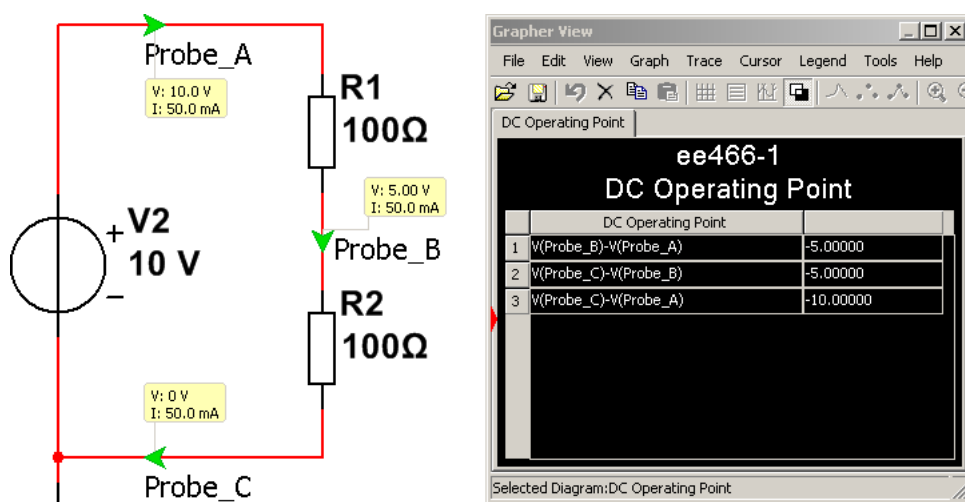 Probe_A
V: 10.0 V
I: 50.0 mA
R1
100Ω
V: 5.00 V
I: 50.0 mA
Probe_B
+
V2
10 V
−
R2
100Ω
V: 0 V
I: 50.0 mA
Probe_C
Grapher View
File Edit View Graph Trace Cursor Legend Tools Help
DC Operating Point
ee466-1
DC Operating Point
DC Operating Point
1 V(Probe_B)-V(Probe_A) -5.00000
2 V(Probe_C)-V(Probe_B) -5.00000
3 V(Probe_C)-V(Probe_A) -10.00000
Selected Diagram:DC Operating Point